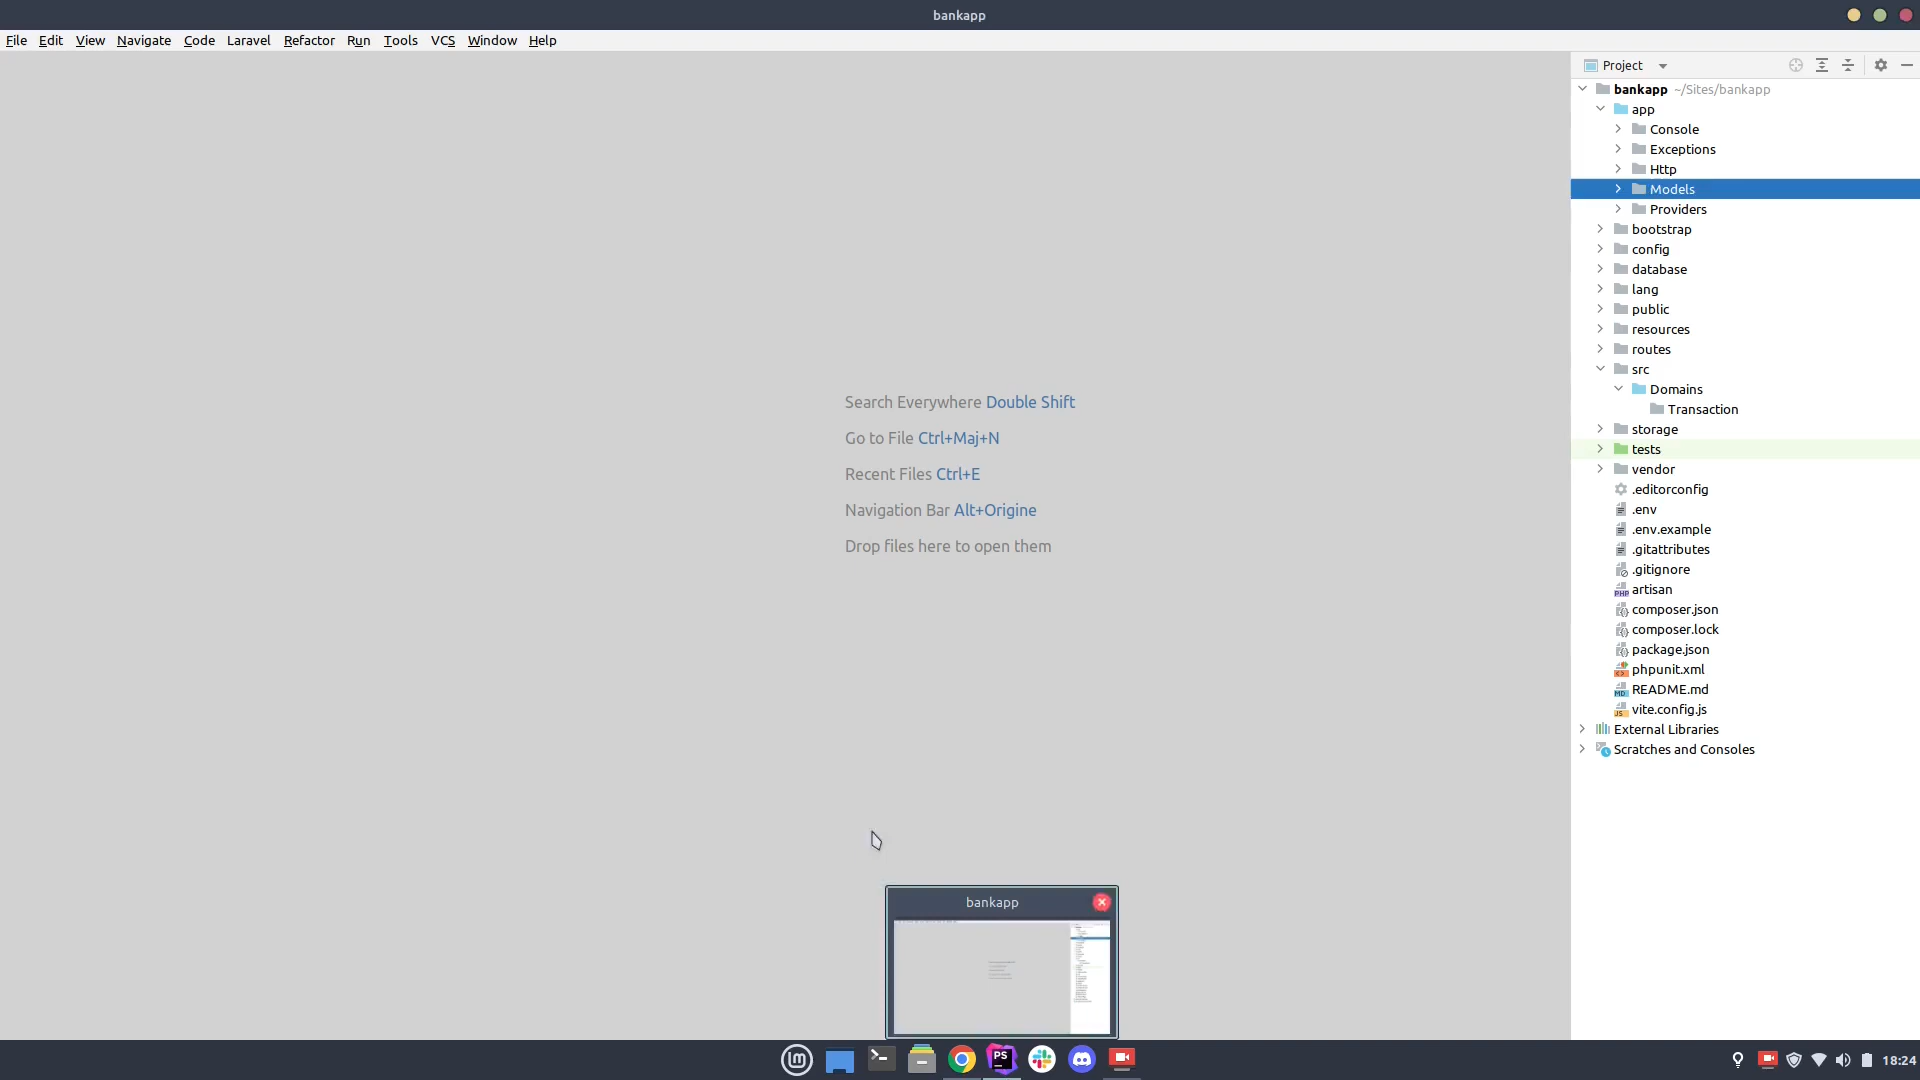 bankapp
File Edit View Navigate Code Laravel Refactor Run Tools VCS Window Help
Project
bankapp ~/Sites/bankapp
app
Console
Exceptions
Http
Models
Providers
bootstrap
config
database
lang
public
resources
routes
src
Domains
Transaction
storage
tests
vendor
.editorconfig
.env
.env.example
.gitattributes
.gitignore
artisan
composer.json
composer.lock
package.json
phpunit.xml
README.md
vite.config.js
External Libraries
Scratches and Consoles
Search Everywhere Double Shift
Go to File Ctrl+Maj+N
Recent Files Ctrl+E
Navigation Bar Alt+Origine
Drop files here to open them
bankapp
PS
18:24